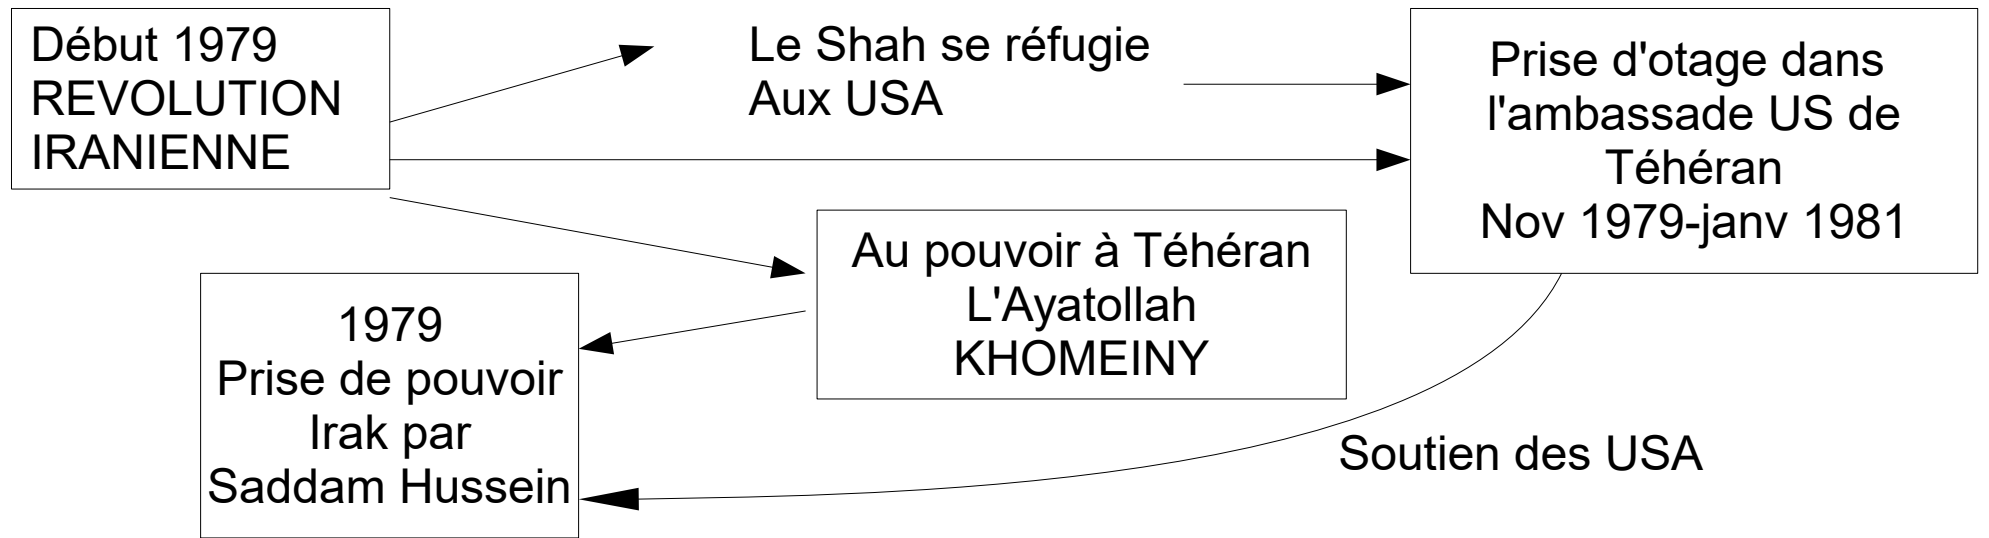 Début 1979
REVOLUTION
IRANIENNE
Le Shah se réfugie
Aux USA
Prise d'otage dans
l'ambassade US de
Téhéran
Nov 1979-janv 1981
Au pouvoir à Téhéran
L'Ayatollah
KHOMEINY
1979
Prise de pouvoir
Irak par
Saddam Hussein
Soutien des USA